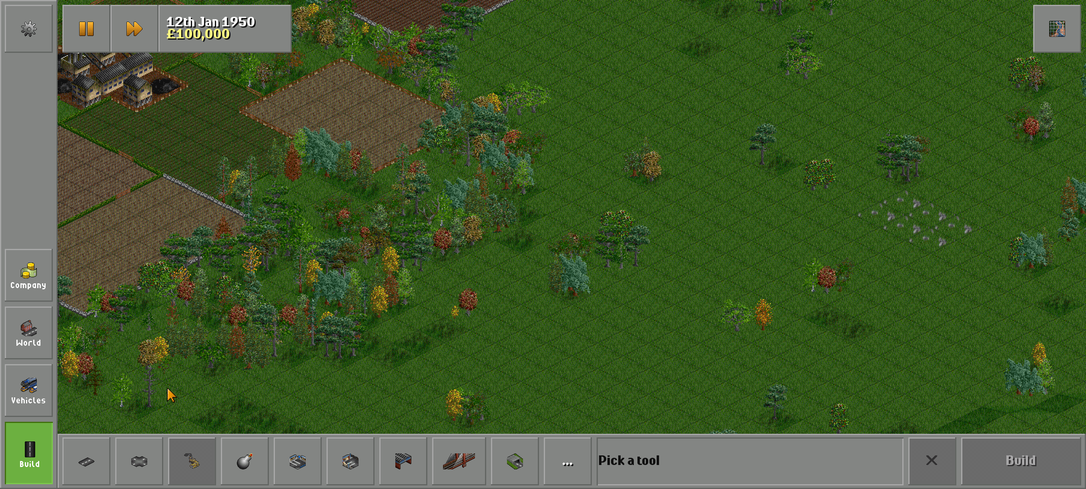 12th Jan 1950
£100,000
Company
World
Vehicles
Build
...
Pick a tool
Build